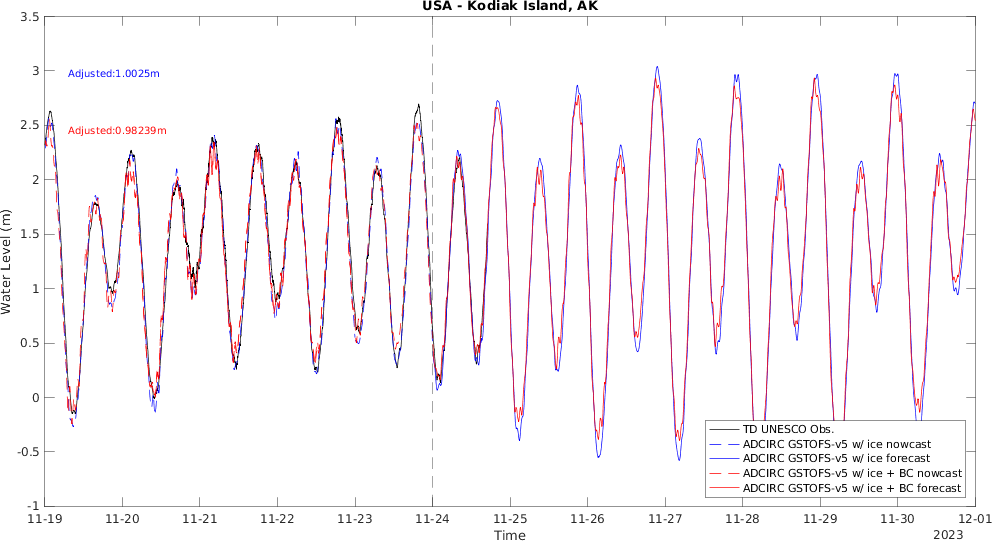 USA - Kodiak Island, AK
3.5
3
2.5
2
1.5
1
0.5
0
-0.5
-1
Water Level (m)
Adjusted:1.0025m
Adjusted:0.98239m
TD UNESCO Obs.
ADCIRC GSTOFS-v5 w/ ice nowcast
ADCIRC GSTOFS-v5 w/ ice forecast
ADCIRC GSTOFS-v5 w/ ice + BC nowcast
ADCIRC GSTOFS-v5 w/ ice + BC forecast
11-19 11-20 11-21 11-22 11-23 11-24 11-25 11-26 11-27 11-28 11-29 11-30 12-01
Time
2023